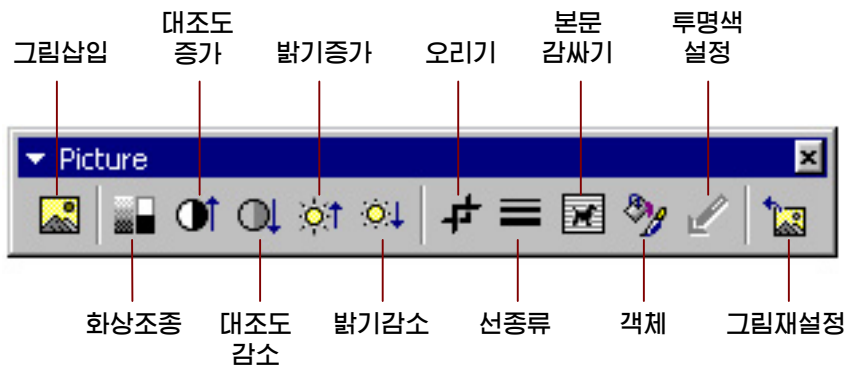 그림삽입
대조도
증가
밝기증가
오리기
본문
감싸기
투명색
설정
Picture
화상조종
대조도
감소
밝기감소
선종류
객체
그림재설정